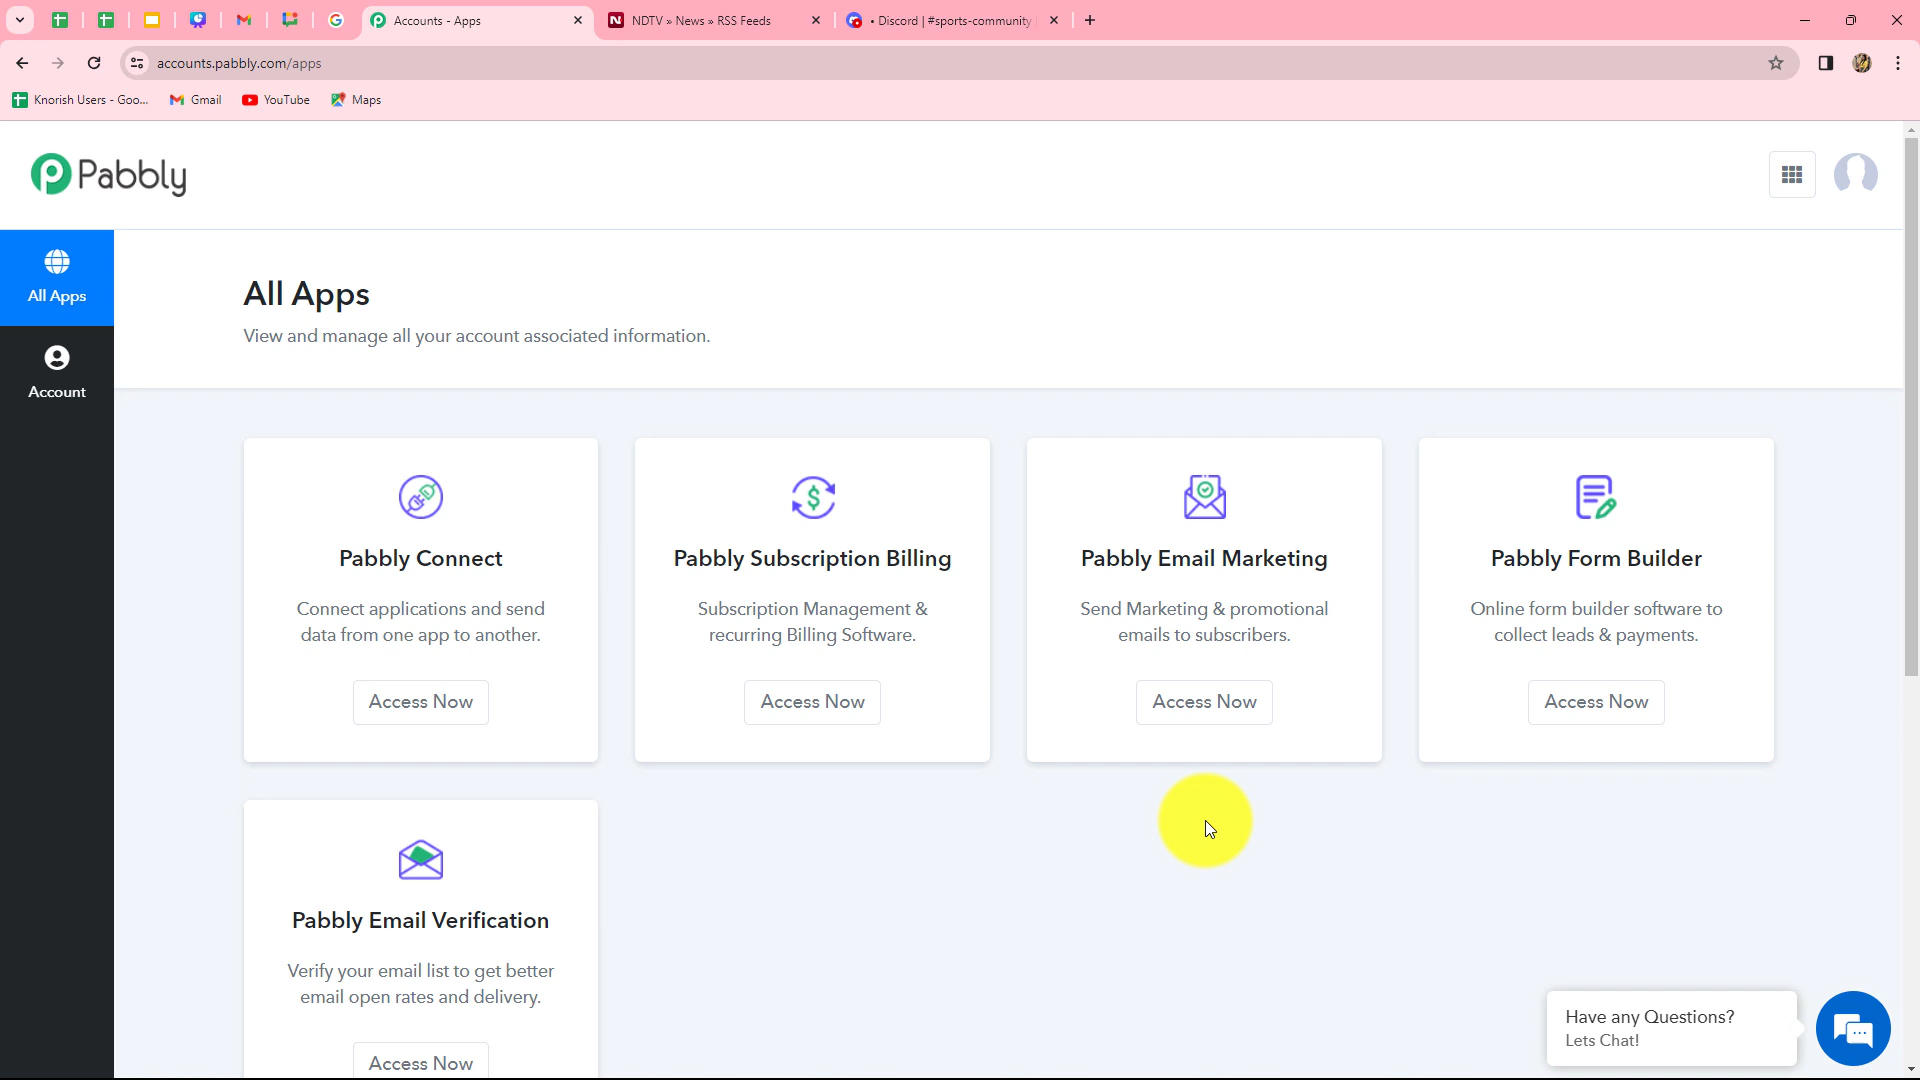 Accounts - Apps
NDTV » News » RSS Feeds
• Discord | #sports-community
accounts.pabbly.com/apps
Knorish Users - Goo...
Gmail
YouTube
Maps
Pabbly
All Apps
Account
All Apps
View and manage all your account associated information.
Pabbly Connect
Connect applications and send
data from one app to another.
Access Now
Pabbly Subscription Billing
Subscription Management &
recurring Billing Software.
Access Now
Pabbly Email Marketing
Send Marketing & promotional
emails to subscribers.
Access Now
Pabbly Form Builder
Online form builder software to
collect leads & payments.
Access Now
Pabbly Email Verification
Verify your email list to get better
email open rates and delivery.
Access Now
Have any Questions?
Lets Chat!